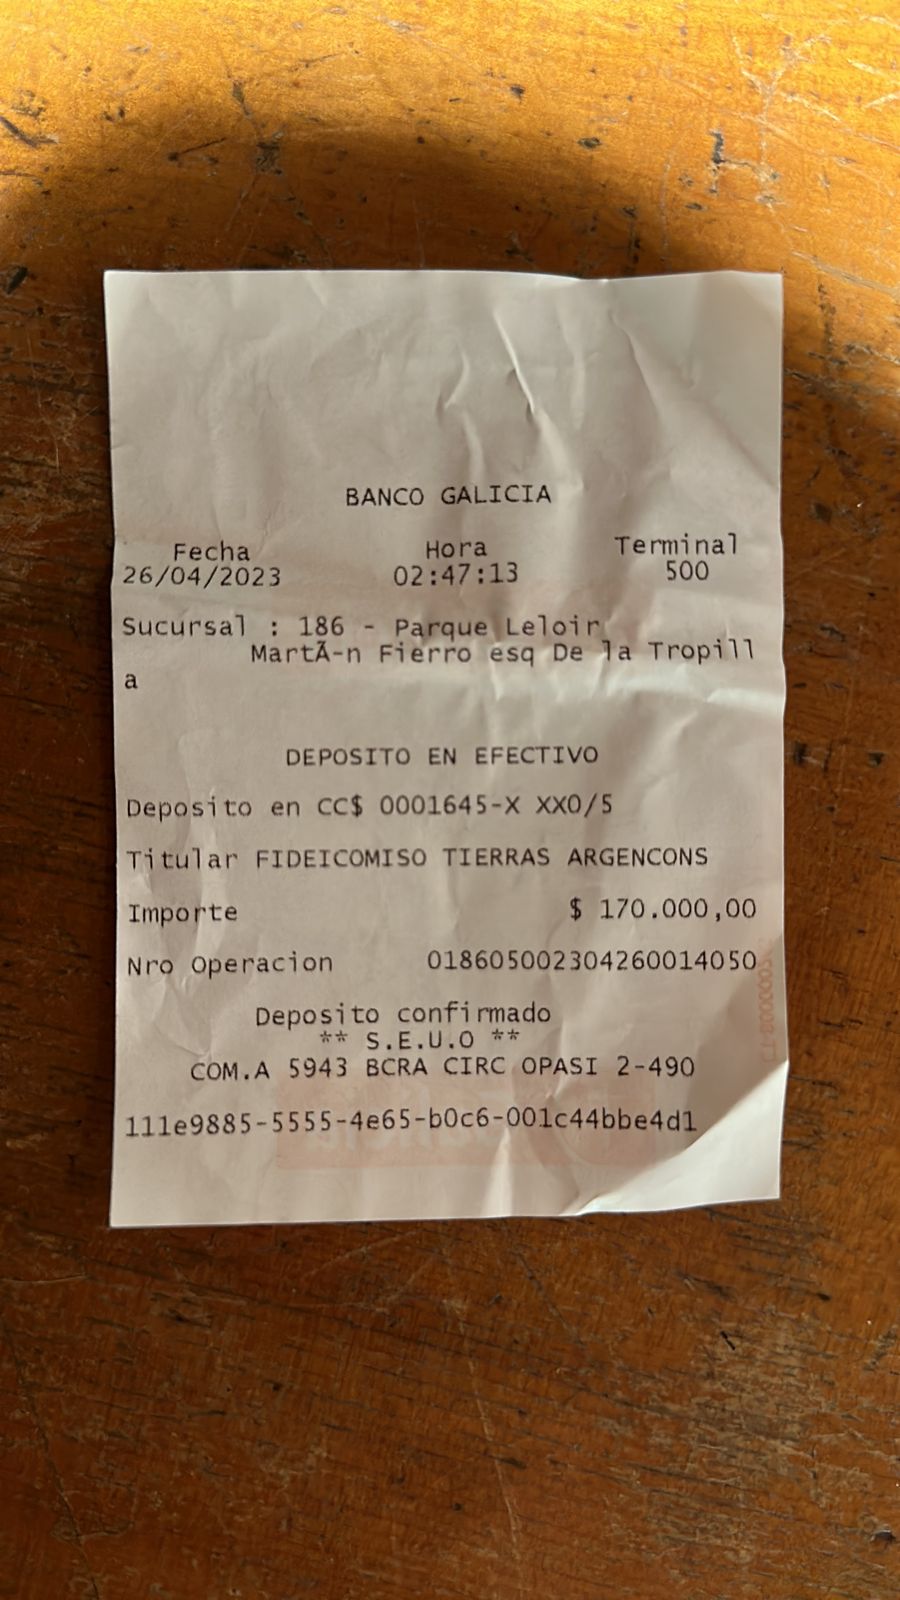 BANCO GALICIA
Fecha Hora Terminal
26/04/2023 02:47:13 500
Sucursal : 186 - Parque Leloir
MartÃ-n Fierro esq De la Tropill
a
DEPOSITO EN EFECTIVO
Deposito en CC$ 0001645-X XX0/5
Titular FIDEICOMISO TIERRAS ARGENCONS
Importe $ 170.000,00
Nro Operacion 018605002304260014050
Deposito confirmado
** S.E.U.O **
COM.A 5943 BCRA CIRC OPASI 2-490
111e9885-5555-4e65-b0c6-001c44bbe4d1